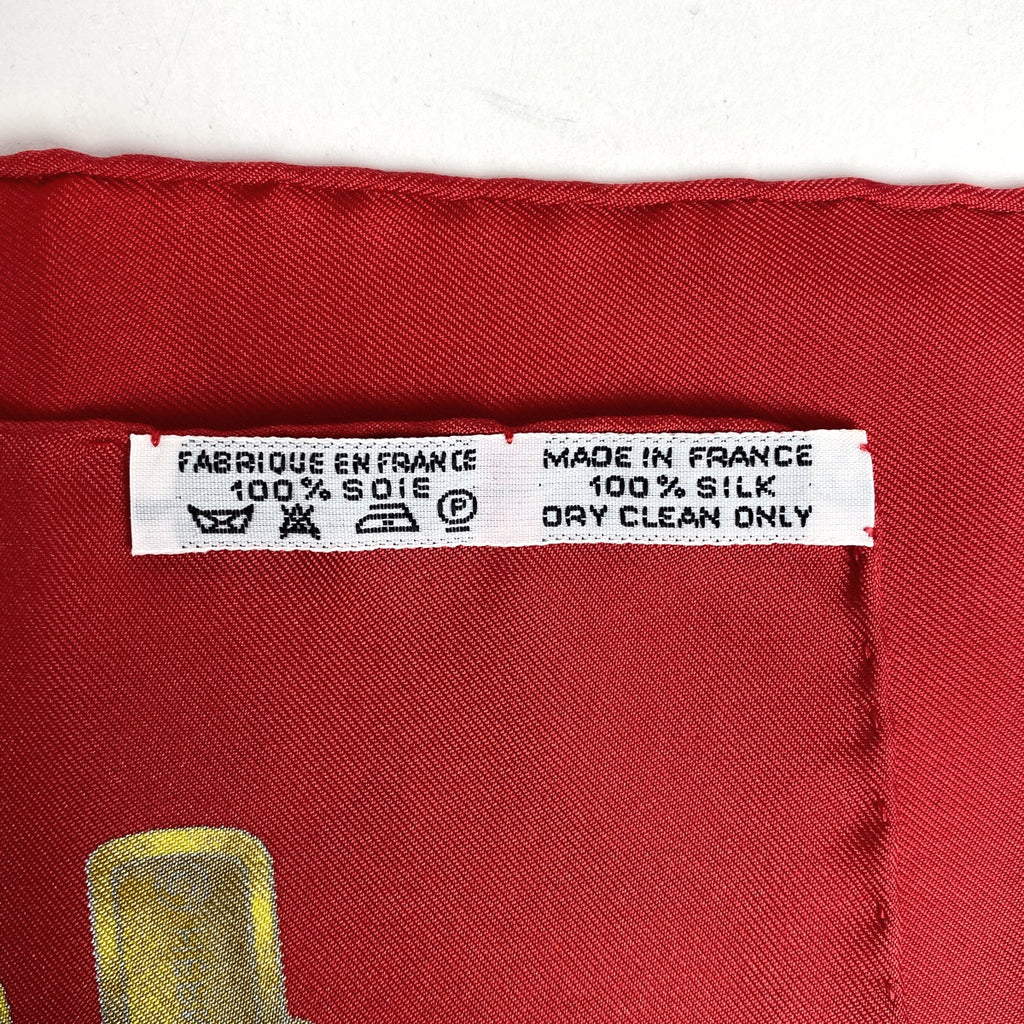 FABRIQUE EN FRANCE
100% SOIE
P
MADE IN FRANCE
100% SILK
DRY CLEAN ONLY